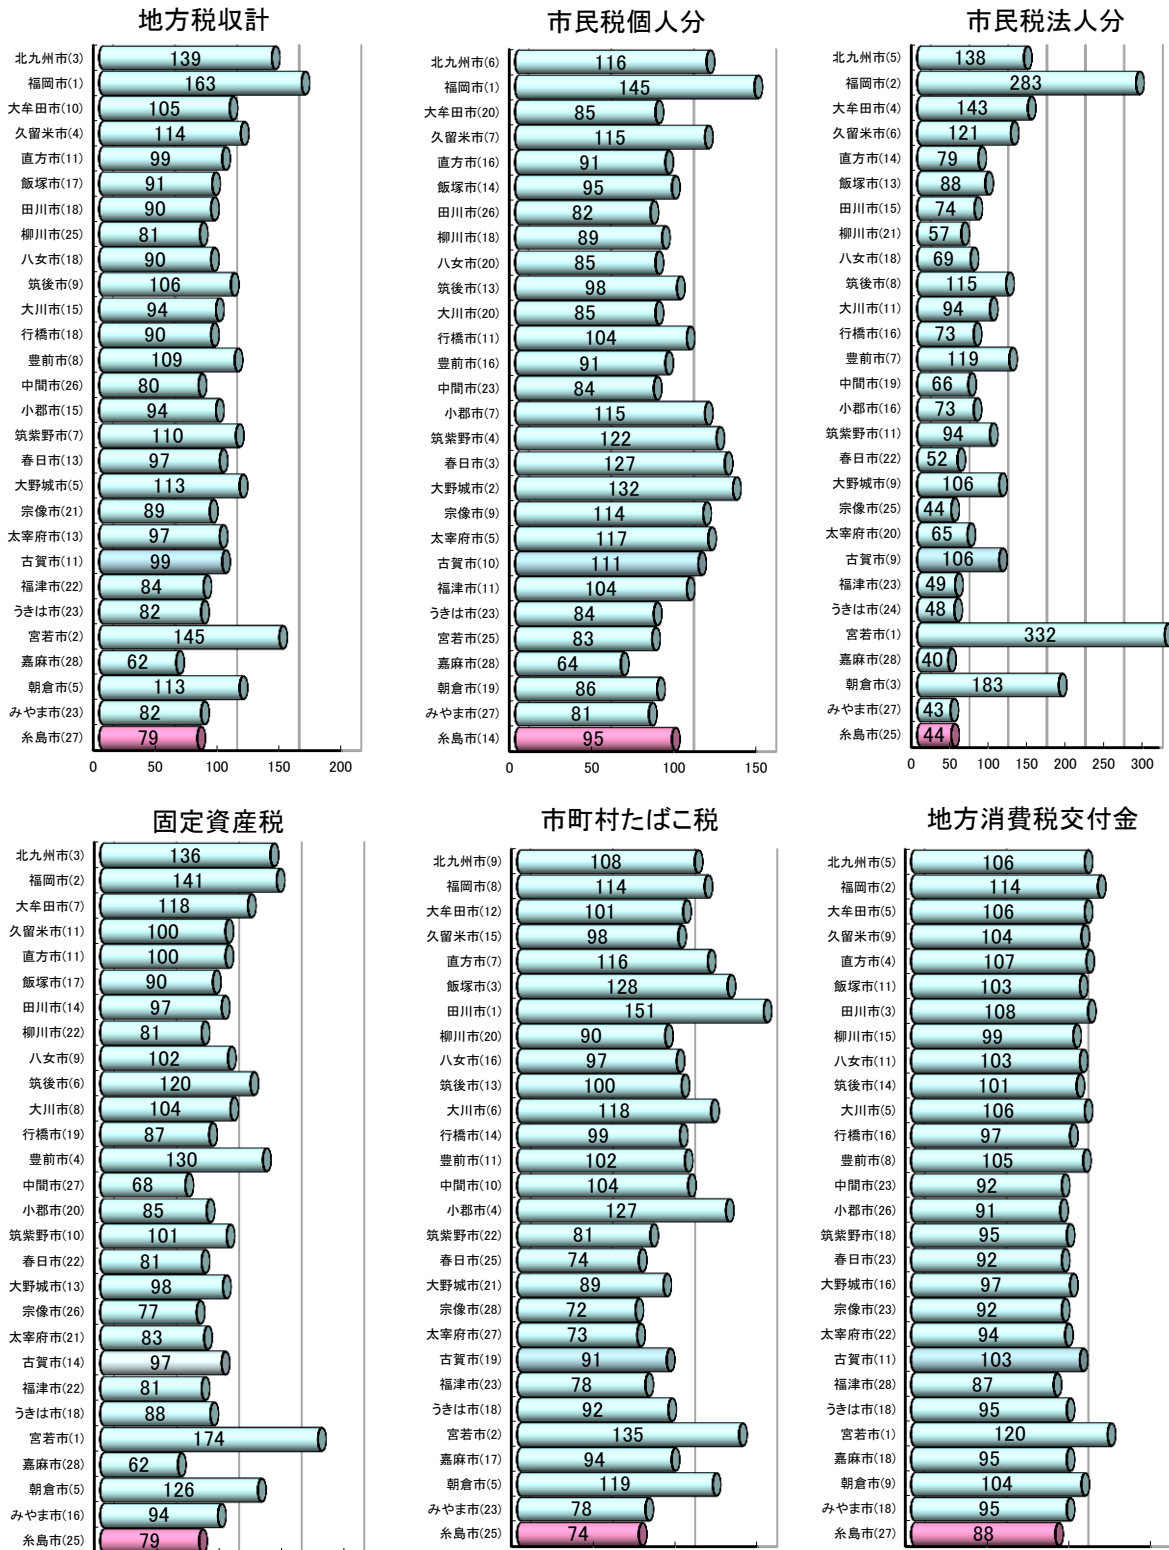 地方税収計
北九州市(3) 139
福岡市(1) 163
大牟田市(10) 105
久留米市(4) 114
直方市(11) 99
飯塚市(17) 91
田川市(18) 90
柳川市(25) 81
八女市(18) 90
筑後市(9) 106
大川市(15) 94
行橋市(18) 90
豊前市(8) 109
中間市(26) 80
小郡市(15) 94
筑紫野市(7) 110
春日市(13) 97
大野城市(5) 113
宗像市(21) 89
太宰府市(13) 97
古賀市(11) 99
福津市(22) 84
うきは市(23) 82
宮若市(2) 145
嘉麻市(28) 62
朝倉市(5) 113
みやま市(23) 82
糸島市(27) 79
0 50 100 150 200
市民税個人分
北九州市(6) 116
福岡市(1) 145
大牟田市(20) 85
久留米市(7) 115
直方市(16) 91
飯塚市(14) 95
田川市(26) 82
柳川市(18) 89
八女市(20) 85
筑後市(13) 98
大川市(20) 85
行橋市(11) 104
豊前市(16) 91
中間市(23) 84
小郡市(7) 115
筑紫野市(4) 122
春日市(3) 127
大野城市(2) 132
宗像市(9) 114
太宰府市(5) 117
古賀市(10) 111
福津市(11) 104
うきは市(23) 84
宮若市(25) 83
嘉麻市(28) 64
朝倉市(19) 86
みやま市(27) 81
糸島市(14) 95
0 50 100 150
市民税法人分
北九州市(5) 138
福岡市(2) 283
大牟田市(4) 143
久留米市(6) 121
直方市(14) 79
飯塚市(13) 88
田川市(15) 74
柳川市(21) 57
八女市(18) 69
筑後市(8) 115
大川市(11) 94
行橋市(16) 73
豊前市(7) 119
中間市(19) 66
小郡市(16) 73
筑紫野市(11) 94
春日市(22) 52
大野城市(9) 106
宗像市(25) 44
太宰府市(20) 65
古賀市(9) 106
福津市(23) 49
うきは市(24) 48
宮若市(1) 332
嘉麻市(28) 40
朝倉市(3) 183
みやま市(27) 43
糸島市(25) 44
0 50 100 150 200 250 300
固定資産税
北九州市(3) 136
福岡市(2) 141
大牟田市(7) 118
久留米市(11) 100
直方市(11) 100
飯塚市(17) 90
田川市(14) 97
柳川市(22) 81
八女市(9) 102
筑後市(6) 120
大川市(8) 104
行橋市(19) 87
豊前市(4) 130
中間市(27) 68
小郡市(20) 85
筑紫野市(10) 101
春日市(22) 81
大野城市(13) 98
宗像市(26) 77
太宰府市(21) 83
古賀市(14) 97
福津市(22) 81
うきは市(18) 88
宮若市(1) 174
嘉麻市(28) 62
朝倉市(5) 126
みやま市(16) 94
糸島市(25) 79
市町村たばこ税
北九州市(9) 108
福岡市(8) 114
大牟田市(12) 101
久留米市(15) 98
直方市(7) 116
飯塚市(3) 128
田川市(1) 151
柳川市(20) 90
八女市(16) 97
筑後市(13) 100
大川市(6) 118
行橋市(14) 99
豊前市(11) 102
中間市(10) 104
小郡市(4) 127
筑紫野市(22) 81
春日市(25) 74
大野城市(21) 89
宗像市(28) 72
太宰府市(27) 73
古賀市(19) 91
福津市(23) 78
うきは市(18) 92
宮若市(2) 135
嘉麻市(17) 94
朝倉市(5) 119
みやま市(23) 78
糸島市(25) 74
地方消費税交付金
北九州市(5) 106
福岡市(2) 114
大牟田市(5) 106
久留米市(9) 104
直方市(4) 107
飯塚市(11) 103
田川市(3) 108
柳川市(15) 99
八女市(11) 103
筑後市(14) 101
大川市(5) 106
行橋市(16) 97
豊前市(8) 105
中間市(23) 92
小郡市(26) 91
筑紫野市(18) 95
春日市(23) 92
大野城市(16) 97
宗像市(23) 92
太宰府市(22) 94
古賀市(11) 103
福津市(28) 87
うきは市(18) 95
宮若市(1) 120
嘉麻市(18) 95
朝倉市(9) 104
みやま市(18) 95
糸島市(27) 88